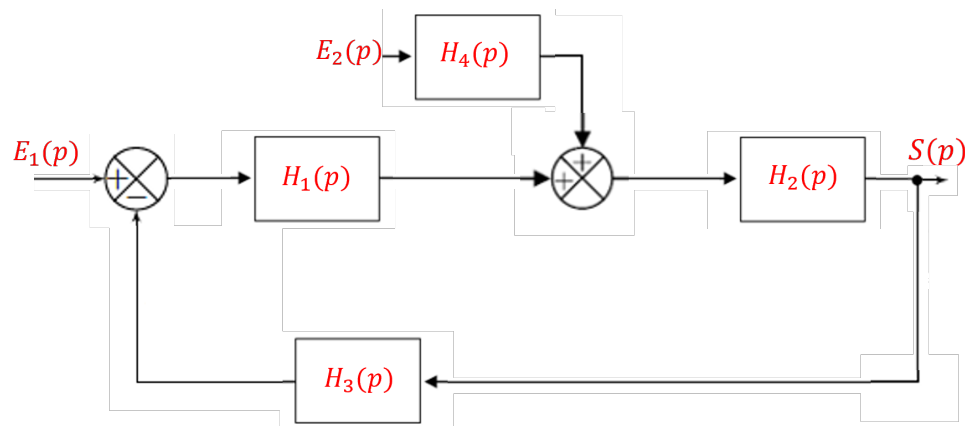 E₂(p)
H₄(p)
E₁(p)
+
−
H₁(p)
+
+
H₂(p)
S(p)
H₃(p)